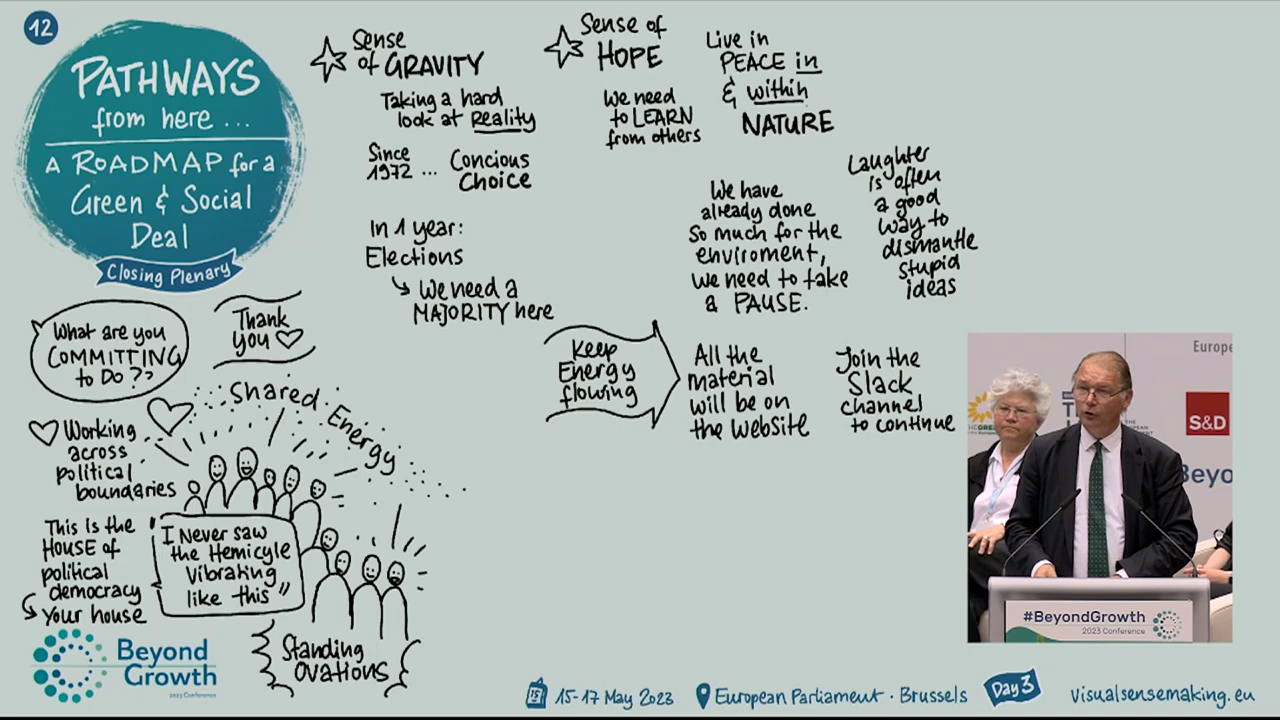 12
PATHWAYS
from here ...
A ROADMAP for a
Green & Social
Deal
Closing Plenary
What are you
COMMITTING
to Do ??
Thank
you
Shared Energy
Working
across
political
boundaries
This is the
HOUSE of
political
democracy
Your house
"I Never saw
the Hemicyle
Vibrating
like this"
Standing
OVATIONS
Sense
of GRAVITY
Taking a hard
look at Reality
Since
1972 ... Concious
Choice
In 1 year:
Elections
We need a
MAJORITY here
Sense of
HOPE
We need
to LEARN
from others
Live in
PEACE in
& within
NATURE
We have
already done
So much for the
enviroment,
we need to take
a PAUSE.
Laughter
is often
a good
way to
dismantle
stupid
ideas
Keep
Energy
flowing
All the
material
will be on
the WebSite
Join the
Slack
channel
to continue
Europe
S&D
Beyo
#BeyondGrowth
2023 Conference
Beyond
Growth
2023 Conference
15-17 May 2023
European Parliament · Brussels
Day 3
visualsensemaking.eu